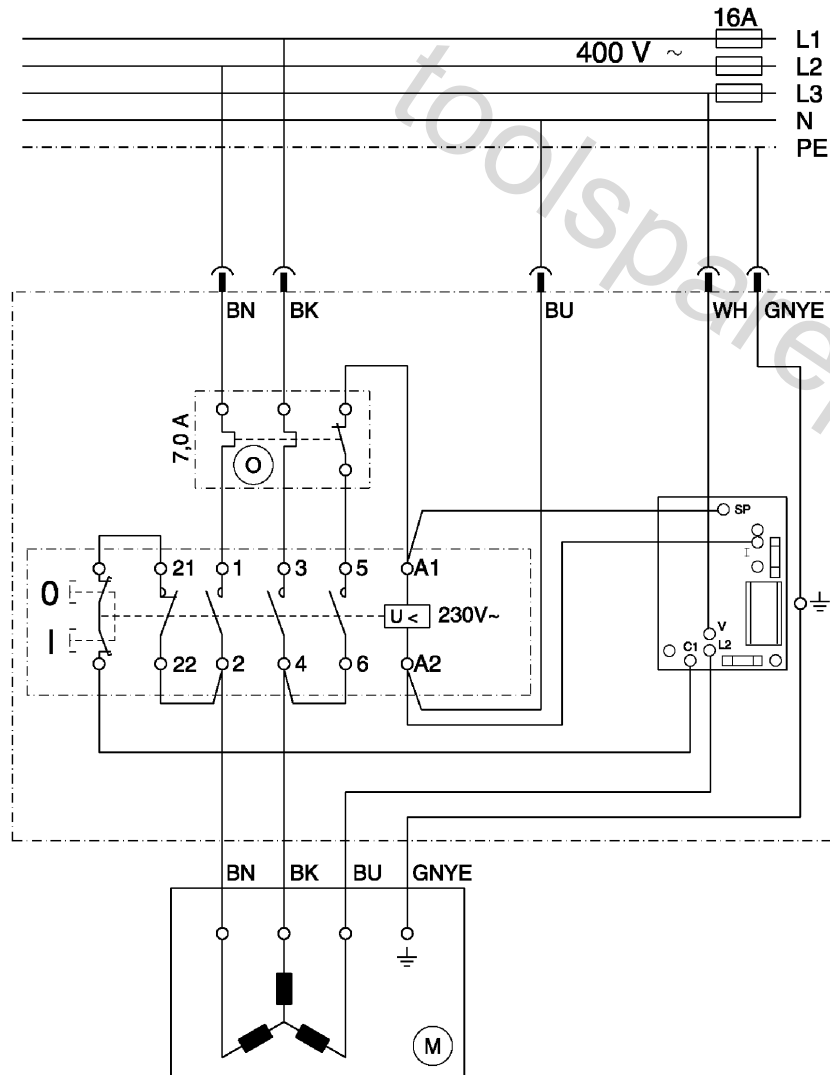 16A
L1
400 V ~
L2
L3
N
PE
BN BK BU WH GNYE
7,0 A
O
SP
I
21 1 3 5 A1
0
U < 230V~
I
V
C1 L2
22 2 4 6 A2
BN BK BU GNYE
M
toolspare